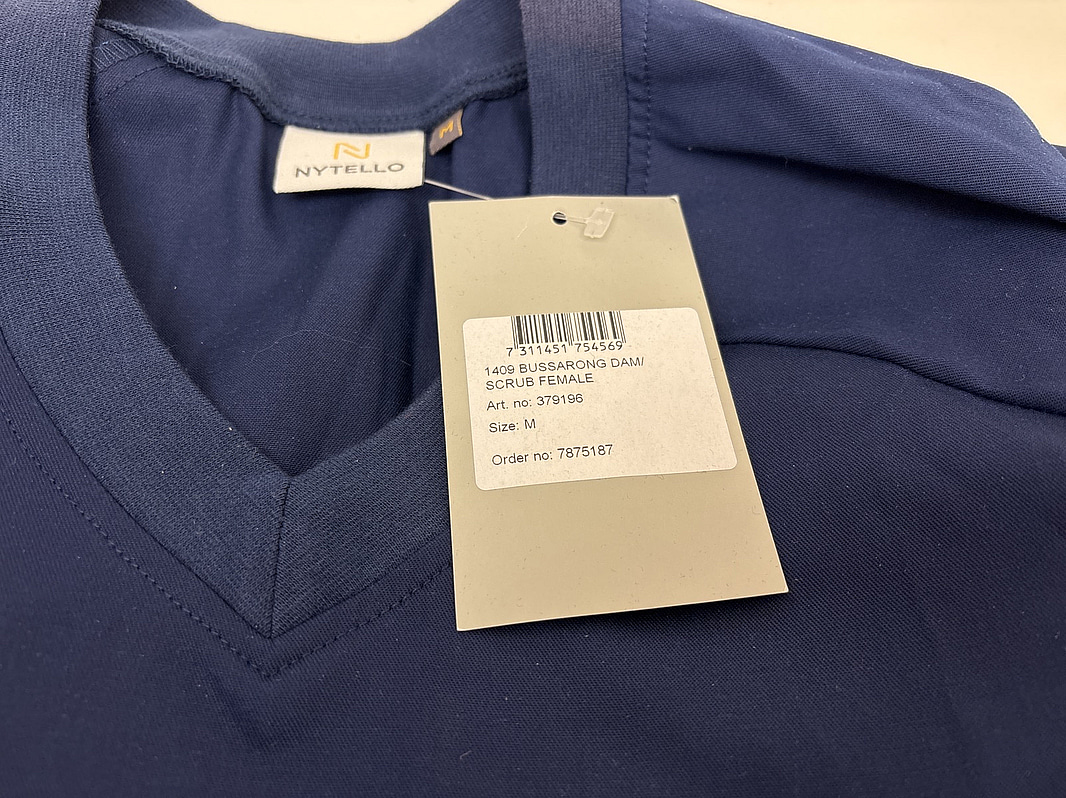 NYTELLO
M
7 311451 754569
1409 BUSSARONG DAM/
SCRUB FEMALE
Art. no: 379196
Size: M
Order no: 7875187